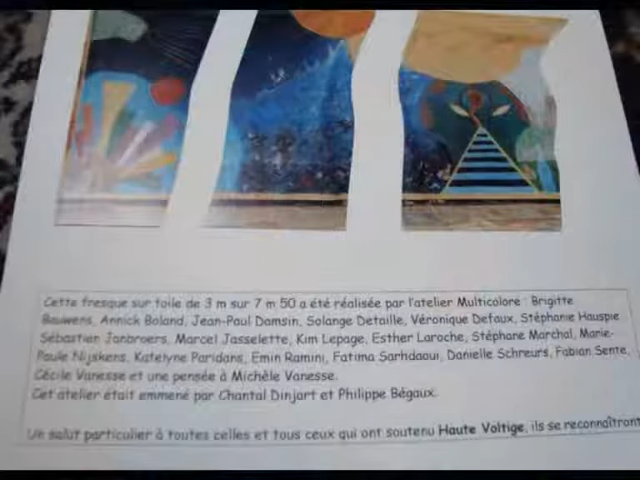 Cette fresque sur toile de 3 m sur 7 m 50 a été réalisée par l'atelier Multicolore : Brigitte
Bauwens, Annick Boland, Jean-Paul Damsin, Solange Detaille, Véronique Defaux, Stéphanie Hauspie
Sébastien Janbroers, Marcel Jasselette, Kim Lepage, Esther Laroche, Stéphane Marchal, Marie-
Paule Nijskens, Katelyne Paridans, Emin Ramini, Fatima Sarhdaoui, Danielle Schreurs, Fabian Sente,
Cécile Vanesse et une pensée à Michèle Vanesse.
Cet atelier était emmené par Chantal Dinjart et Philippe Bégaux.
Un salut particulier à toutes celles et tous ceux qui ont soutenu Haute Voltige, ils se reconnaîtront